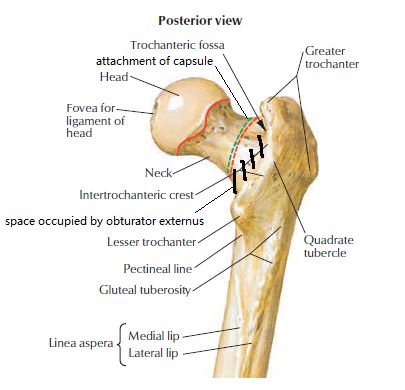 Posterior view
Trochanteric fossa
attachment of capsule
Head
Greater
trochanter
Fovea for
ligament of
head
Neck
Intertrochanteric crest
space occupied by obturator externus
Lesser trochanter
Quadrate
tubercle
Pectineal line
Gluteal tuberosity
Linea aspera
Medial lip
Lateral lip